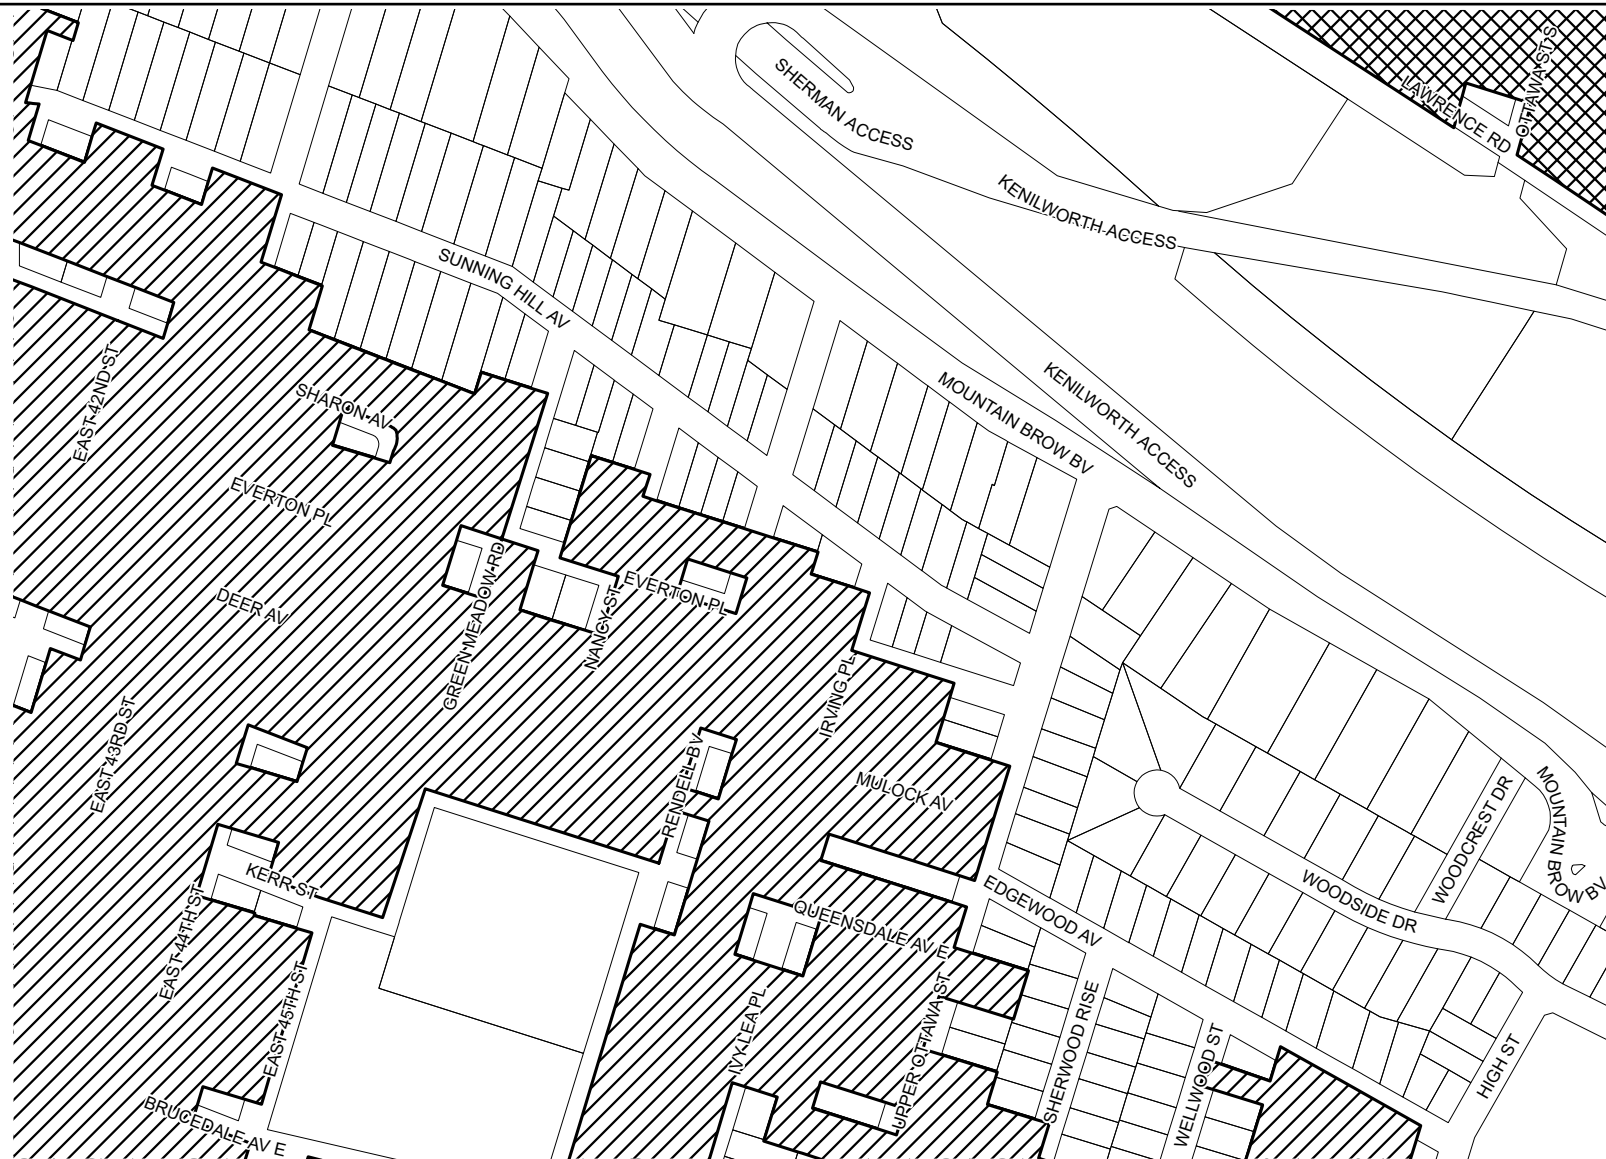 OTTAWA ST S
LAWRENCE RD
SHERMAN ACCESS
KENILWORTH ACCESS
SUNNING HILL AV
EAST 42ND ST
SHARON AV
MOUNTAIN BROW BV
KENILWORTH ACCESS
EVERTON PL
DEER AV
GREEN MEADOW RD
NANCY ST
EVERTON PL
IRVING PL
EAST 43RD ST
RENDELL BV
MULOCK AV
WOODCREST DR
MOUNTAIN BROW BV
KERR ST
EDGEWOOD AV
WOODSIDE DR
QUEENSDALE AV E
EAST 44TH ST
EAST 45TH ST
IVY LEA PL
UPPER OTTAWA ST
SHERWOOD RISE
WELLWOOD ST
HIGH ST
BRUCEDALE AV E